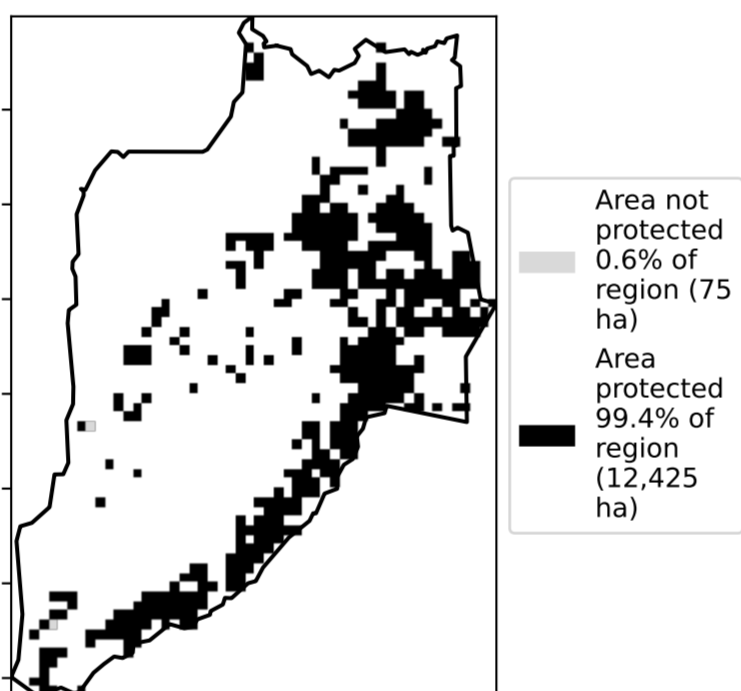 Area not
protected
0.6% of
region (75
ha)
Area
protected
99.4% of
region
(12,425
ha)